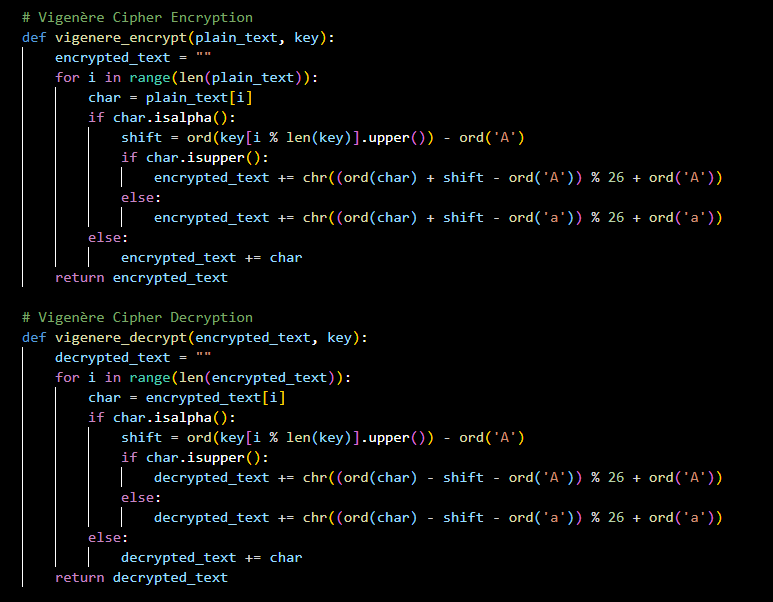 # Vigenère Cipher Encryption
def vigenere_encrypt(plain_text, key):
    encrypted_text = ""
    for i in range(len(plain_text)):
        char = plain_text[i]
        if char.isalpha():
            shift = ord(key[i % len(key)].upper()) - ord('A')
            if char.isupper():
                encrypted_text += chr((ord(char) + shift - ord('A')) % 26 + ord('A'))
            else:
                encrypted_text += chr((ord(char) + shift - ord('a')) % 26 + ord('a'))
        else:
            encrypted_text += char
    return encrypted_text

# Vigenère Cipher Decryption
def vigenere_decrypt(encrypted_text, key):
    decrypted_text = ""
    for i in range(len(encrypted_text)):
        char = encrypted_text[i]
        if char.isalpha():
            shift = ord(key[i % len(key)].upper()) - ord('A')
            if char.isupper():
                decrypted_text += chr((ord(char) - shift - ord('A')) % 26 + ord('A'))
            else:
                decrypted_text += chr((ord(char) - shift - ord('a')) % 26 + ord('a'))
        else:
            decrypted_text += char
    return decrypted_text